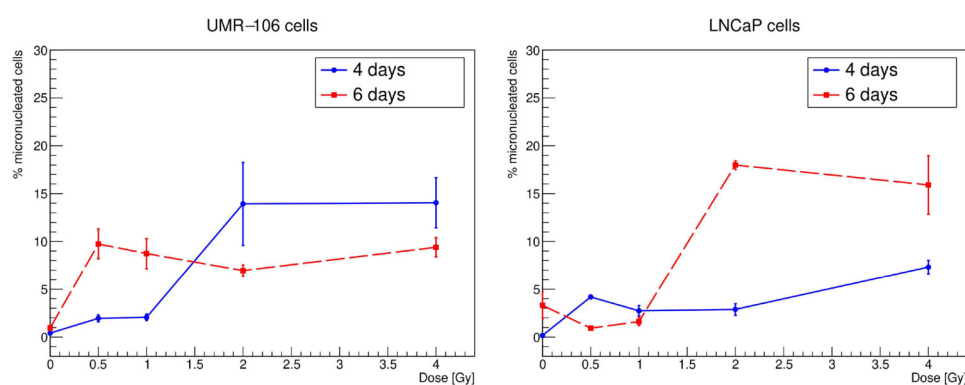 UMR−106 cells
% micronucleated cells
30
25
20
15
10
5
0
4 days
6 days
0 0.5 1 1.5 2 2.5 3 3.5 4
Dose [Gy]
LNCaP cells
% micronucleated cells
30
25
20
15
10
5
0
4 days
6 days
0 0.5 1 1.5 2 2.5 3 3.5 4
Dose [Gy]